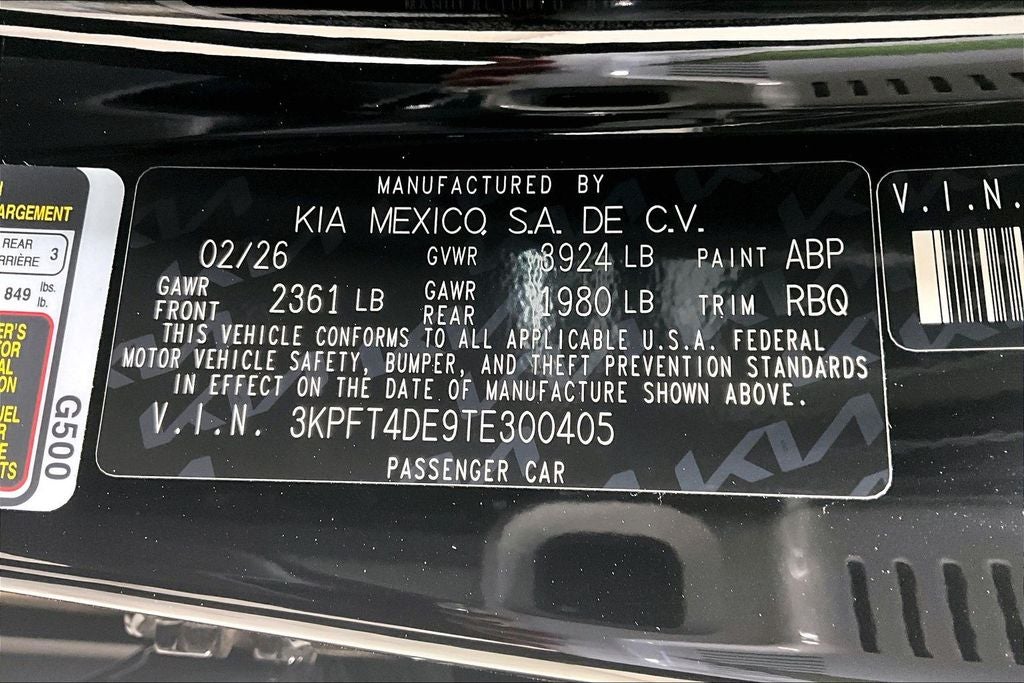 MANUFACTURED BY
KIA MEXICO, S.A. DE C.V.
02/26 GVWR 3924 LB PAINT ABP
GAWR FRONT 2361 LB GAWR REAR 1980 LB TRIM RBQ
THIS VEHICLE CONFORMS TO ALL APPLICABLE U.S.A. FEDERAL
MOTOR VEHICLE SAFETY, BUMPER, AND THEFT PREVENTION STANDARDS
IN EFFECT ON THE DATE OF MANUFACTURE SHOWN ABOVE.
V.I.N. 3KPFT4DE9TE300405
PASSENGER CAR
V.I.N.
ARGEMENT
REAR 3
RRIÈRE
849 lbs.
lb.
G500